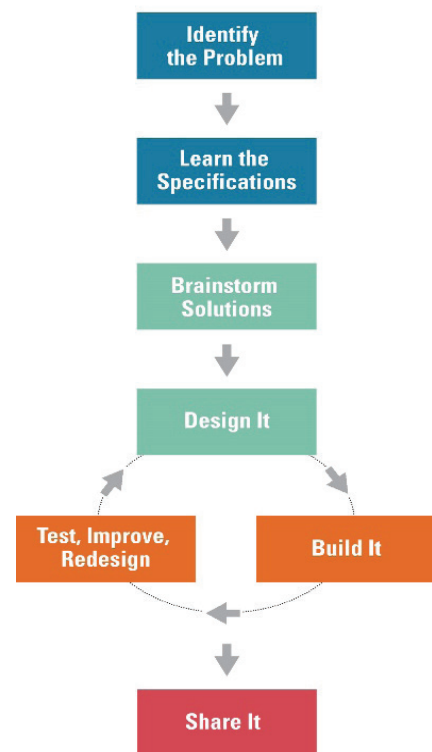 Identify
the Problem
Learn the
Specifications
Brainstorm
Solutions
Design It
Test, Improve,
Redesign
Build It
Share It